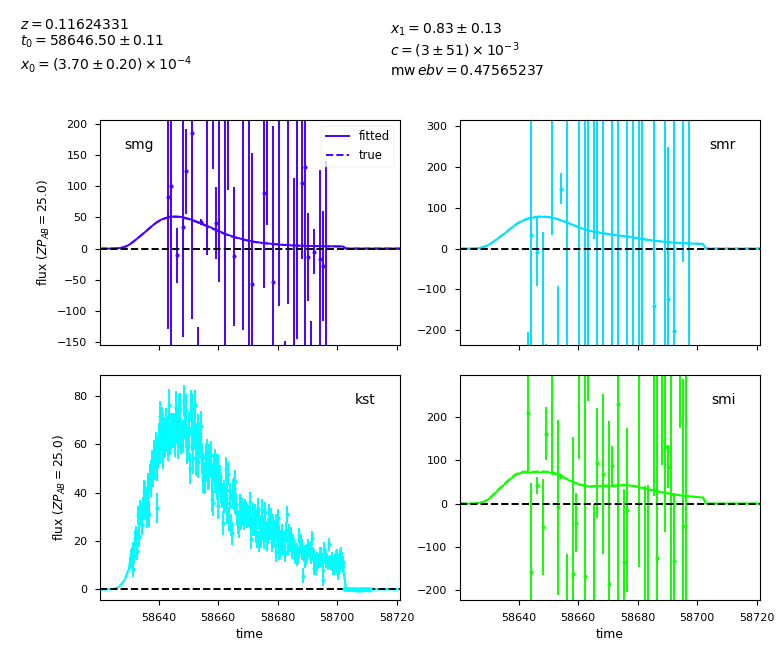 z = 0.11624331
t₀ = 58646.50 ± 0.11
x₀ = (3.70 ± 0.20) × 10⁻⁴
x₁ = 0.83 ± 0.13
c = (3 ± 51) × 10⁻³
mw ebv = 0.47565237
smg
fitted
true
200
150
100
50
0
−50
−100
−150
flux (ZP_AB = 25.0)
smr
300
200
100
0
−100
−200
kst
80
60
40
20
0
flux (ZP_AB = 25.0)
58640
58660
58680
58700
58720
time
smi
200
100
0
−100
−200
58640
58660
58680
58700
58720
time